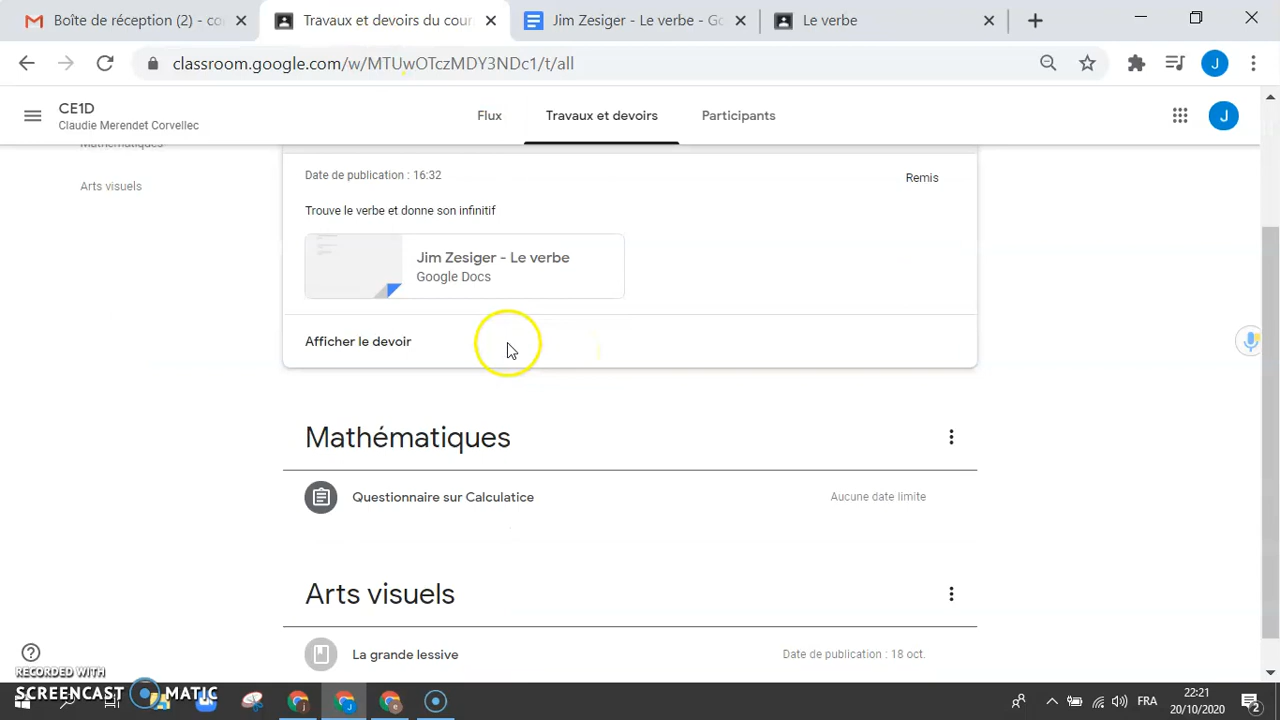 Boîte de réception (2) - co
Travaux et devoirs du cour
Jim Zesiger - Le verbe - Go
Le verbe
classroom.google.com/w/MTUwOTczMDY3NDc1/t/all
J
CE1D
Claudie Merendet Corvellec
Flux
Travaux et devoirs
Participants
J
Mathématiques
Arts visuels
Date de publication : 16:32
Remis
Trouve le verbe et donne son infinitif
Jim Zesiger - Le verbe
Google Docs
Afficher le devoir
Mathématiques
Questionnaire sur Calculatice
Aucune date limite
Arts visuels
La grande lessive
Date de publication : 18 oct.
RECORDED WITH
SCREENCAST MATIC
FRA
22:21
20/10/2020
2